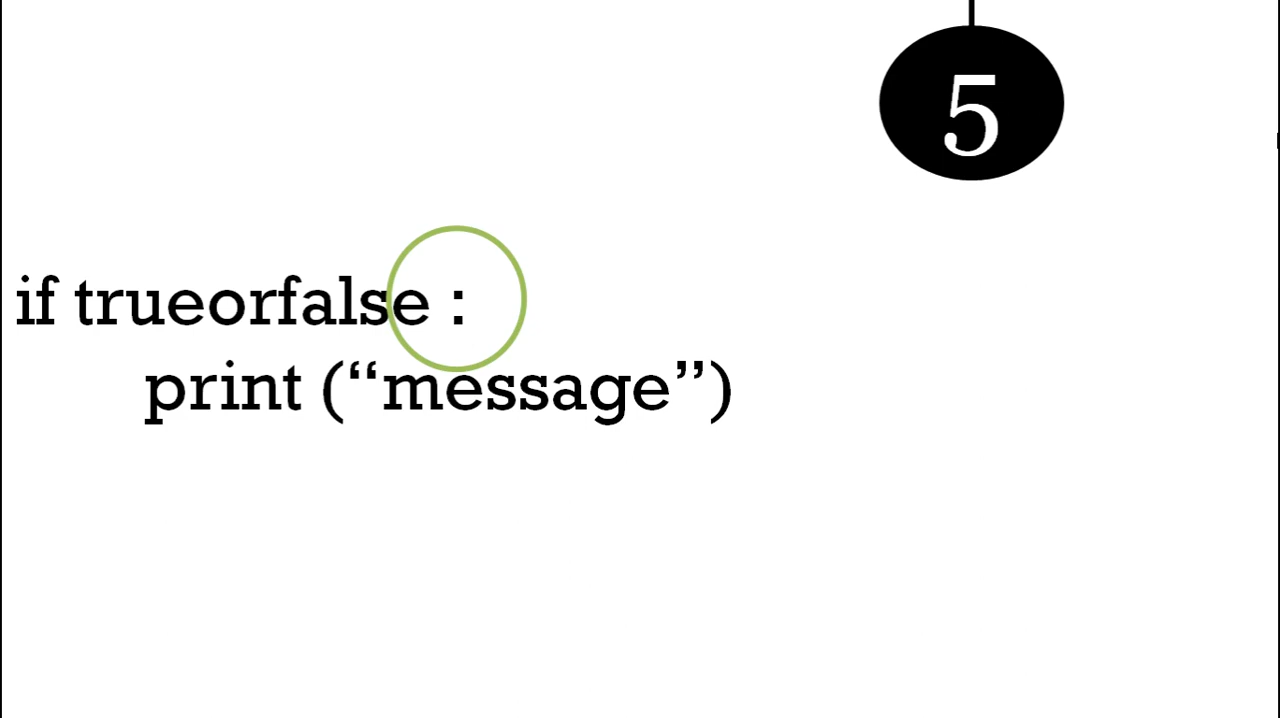 5
if trueorfalse :
print (“message”)